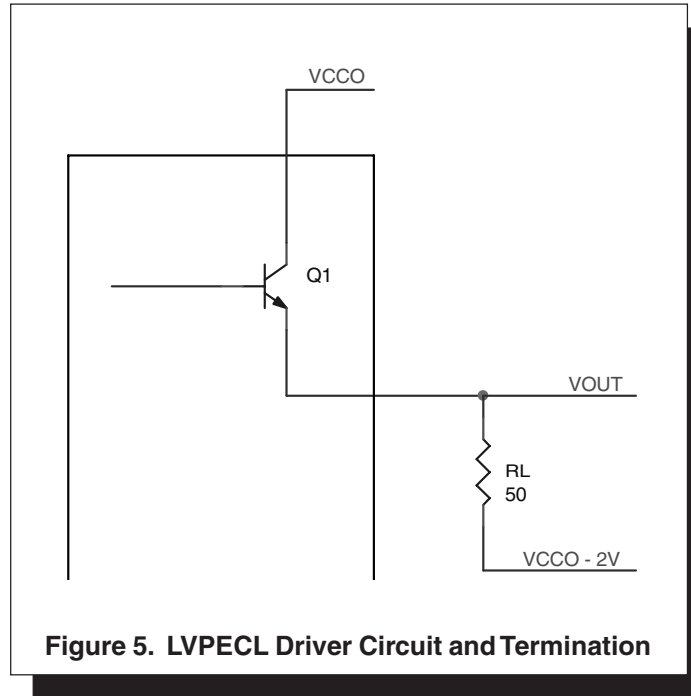 VCCO
Q1
VOUT
RL
50
VCCO - 2V
Figure 5. LVPECL Driver Circuit and Termination